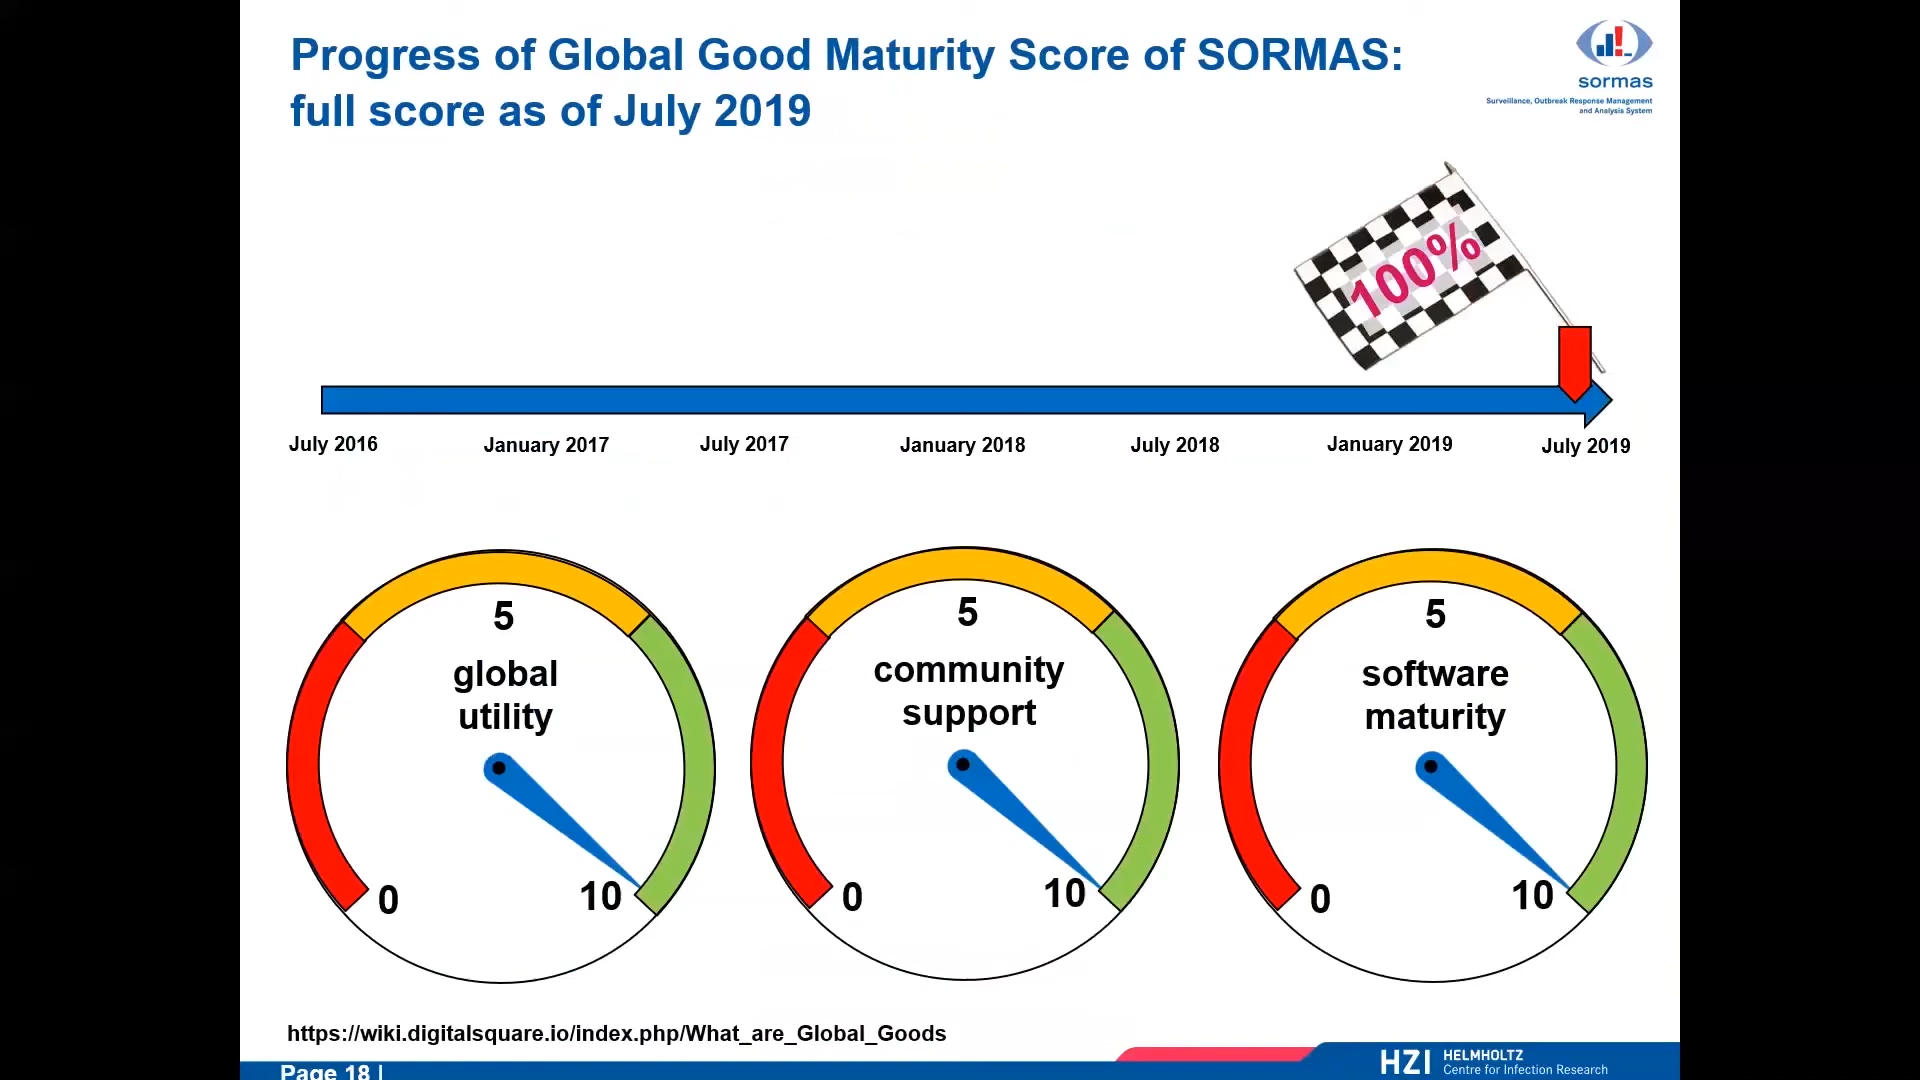 Progress of Global Good Maturity Score of SORMAS:
full score as of July 2019
sormas
Surveillance, Outbreak Response Management
and Analysis System
100%
July 2016
January 2017
July 2017
January 2018
July 2018
January 2019
July 2019
5
global
utility
0
10
5
community
support
0
10
5
software
maturity
0
10
https://wiki.digitalsquare.io/index.php/What_are_Global_Goods
Page 18 |
HZI HELMHOLTZ
Centre for Infection Research